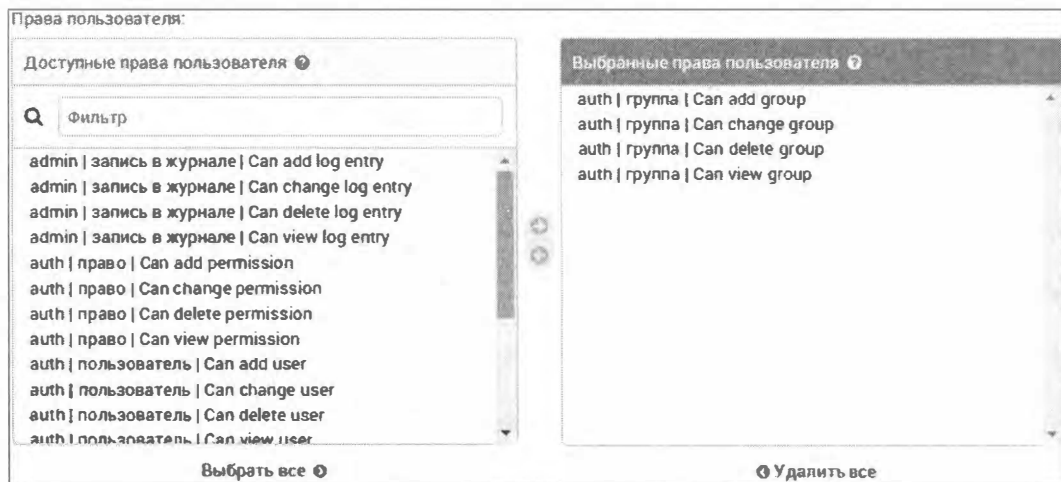 Права пользователя:
Доступные права пользователя
Фильтр
admin | запись в журнале | Can add log entry
admin | запись в журнале | Can change log entry
admin | запись в журнале | Can delete log entry
admin | запись в журнале | Can view log entry
auth | право | Can add permission
auth | право | Can change permission
auth | право | Can delete permission
auth | право | Can view permission
auth | пользователь | Can add user
auth | пользователь | Can change user
auth | пользователь | Can delete user
auth | пользователь | Can view user
Выбрать все
Выбранные права пользователя
auth | группа | Can add group
auth | группа | Can change group
auth | группа | Can delete group
auth | группа | Can view group
Удалить все